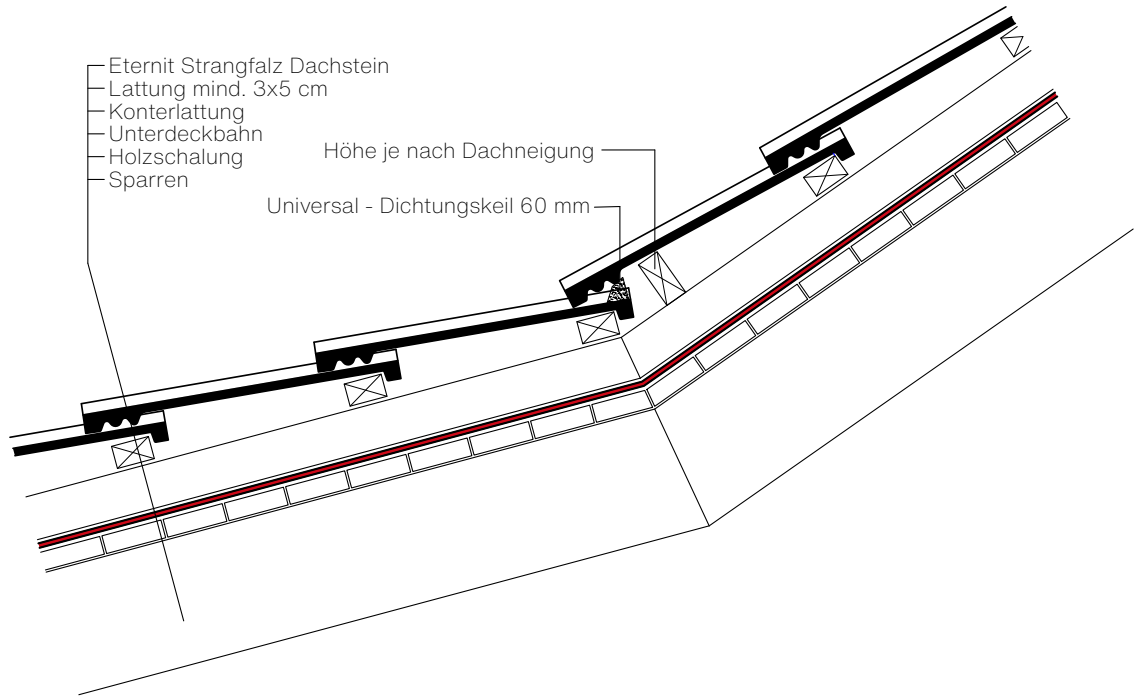 Eternit Strangfalz Dachstein
Lattung mind. 3x5 cm
Konterlattung
Unterdeckbahn
Holzschalung
Sparren
Höhe je nach Dachneigung
Universal - Dichtungskeil 60 mm